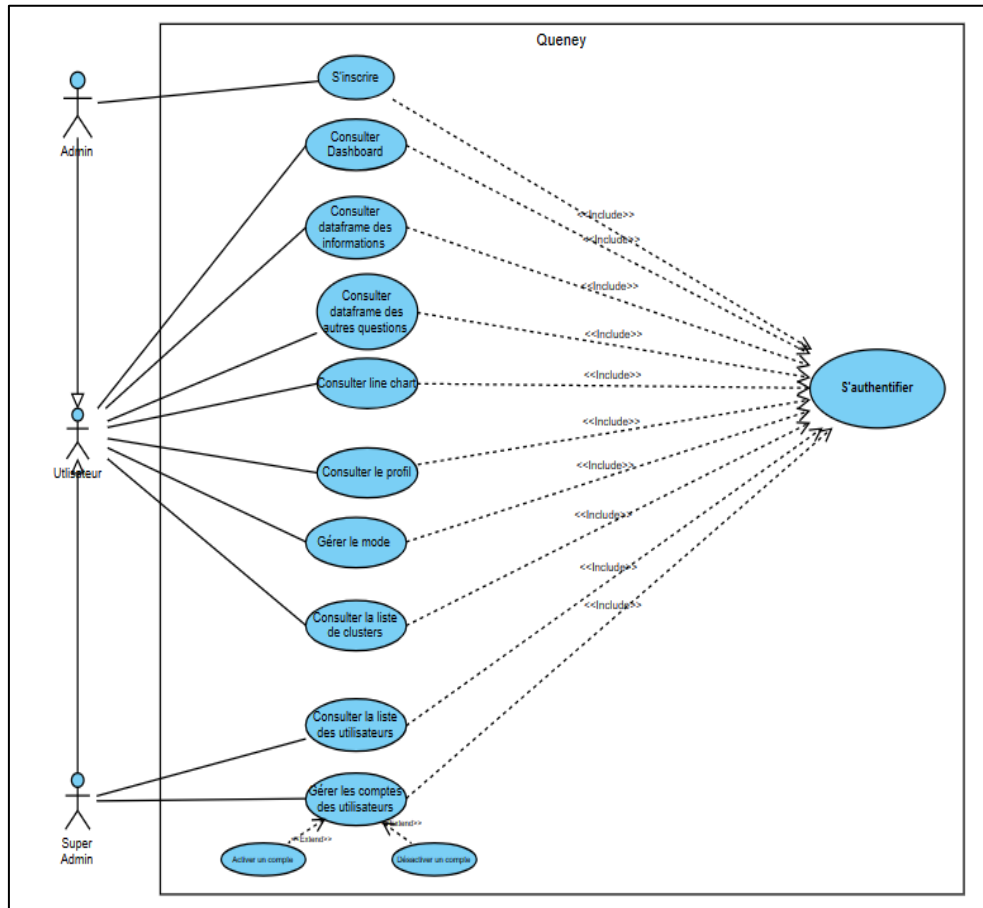 Queney
S'inscrire
Admin
Consulter
Dashboard
Consulter
dataframe des
informations
Consulter
dataframe des
autres questions
Consulter line chart
Consulter le profil
Gérer le mode
Consulter la liste
de clusters
Consulter la liste
des utilisateurs
Gérer les comptes
des utilisateurs
Activer un compte
Désactiver un compte
<<Include>>
<<Include>>
<<Include>>
<<Include>>
<<Include>>
<<Include>>
<<Include>>
<<Include>>
<<Include>>
<<Include>>
<<Extend>>
<<Extend>>
S'authentifier
Utlisateur
Super
Admin